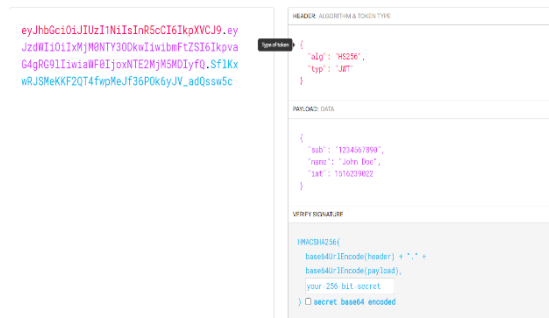 eyJhbGciOiJIUzI1NiIsInR5cCI6IkpXVCJ9.ey
JzdWIiOiIxMjM0NTY3ODkwIiwibmFtZSI6Ikpva
G4gRG9lIiwiaWF0IjoxNTE2MjM5MDIyfQ.SflKx
wRJSMeKKF2QT4fwpMeJf36POk6yJV_adQssw5c
HEADER: ALGORITHM & TOKEN TYPE
Type of token
{
"alg": "HS256",
"typ": "JWT"
}
PAYLOAD: DATA
{
"sub": "1234567890",
"name": "John Doe",
"iat": 1516239022
}
VERIFY SIGNATURE
HMACSHA256(
base64UrlEncode(header) + "." +
base64UrlEncode(payload),
your-256-bit-secret
) secret base64 encoded